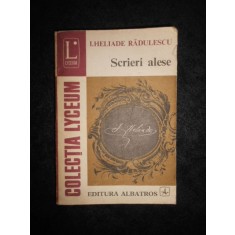 L
I.HELIADE RĂDULESCU
Scrieri alese
COLECȚIA LYCEUM
EDITURA ALBATROS